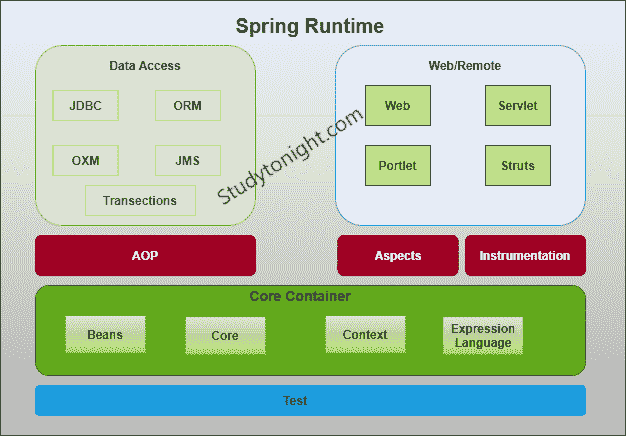 Spring Runtime
Data Access
JDBC
ORM
OXM
JMS
Transections
Web/Remote
Web
Servlet
Portlet
Struts
Studytonight.com
AOP
Aspects
Instrumentation
Core Container
Beans
Core
Context
Expression
Language
Test